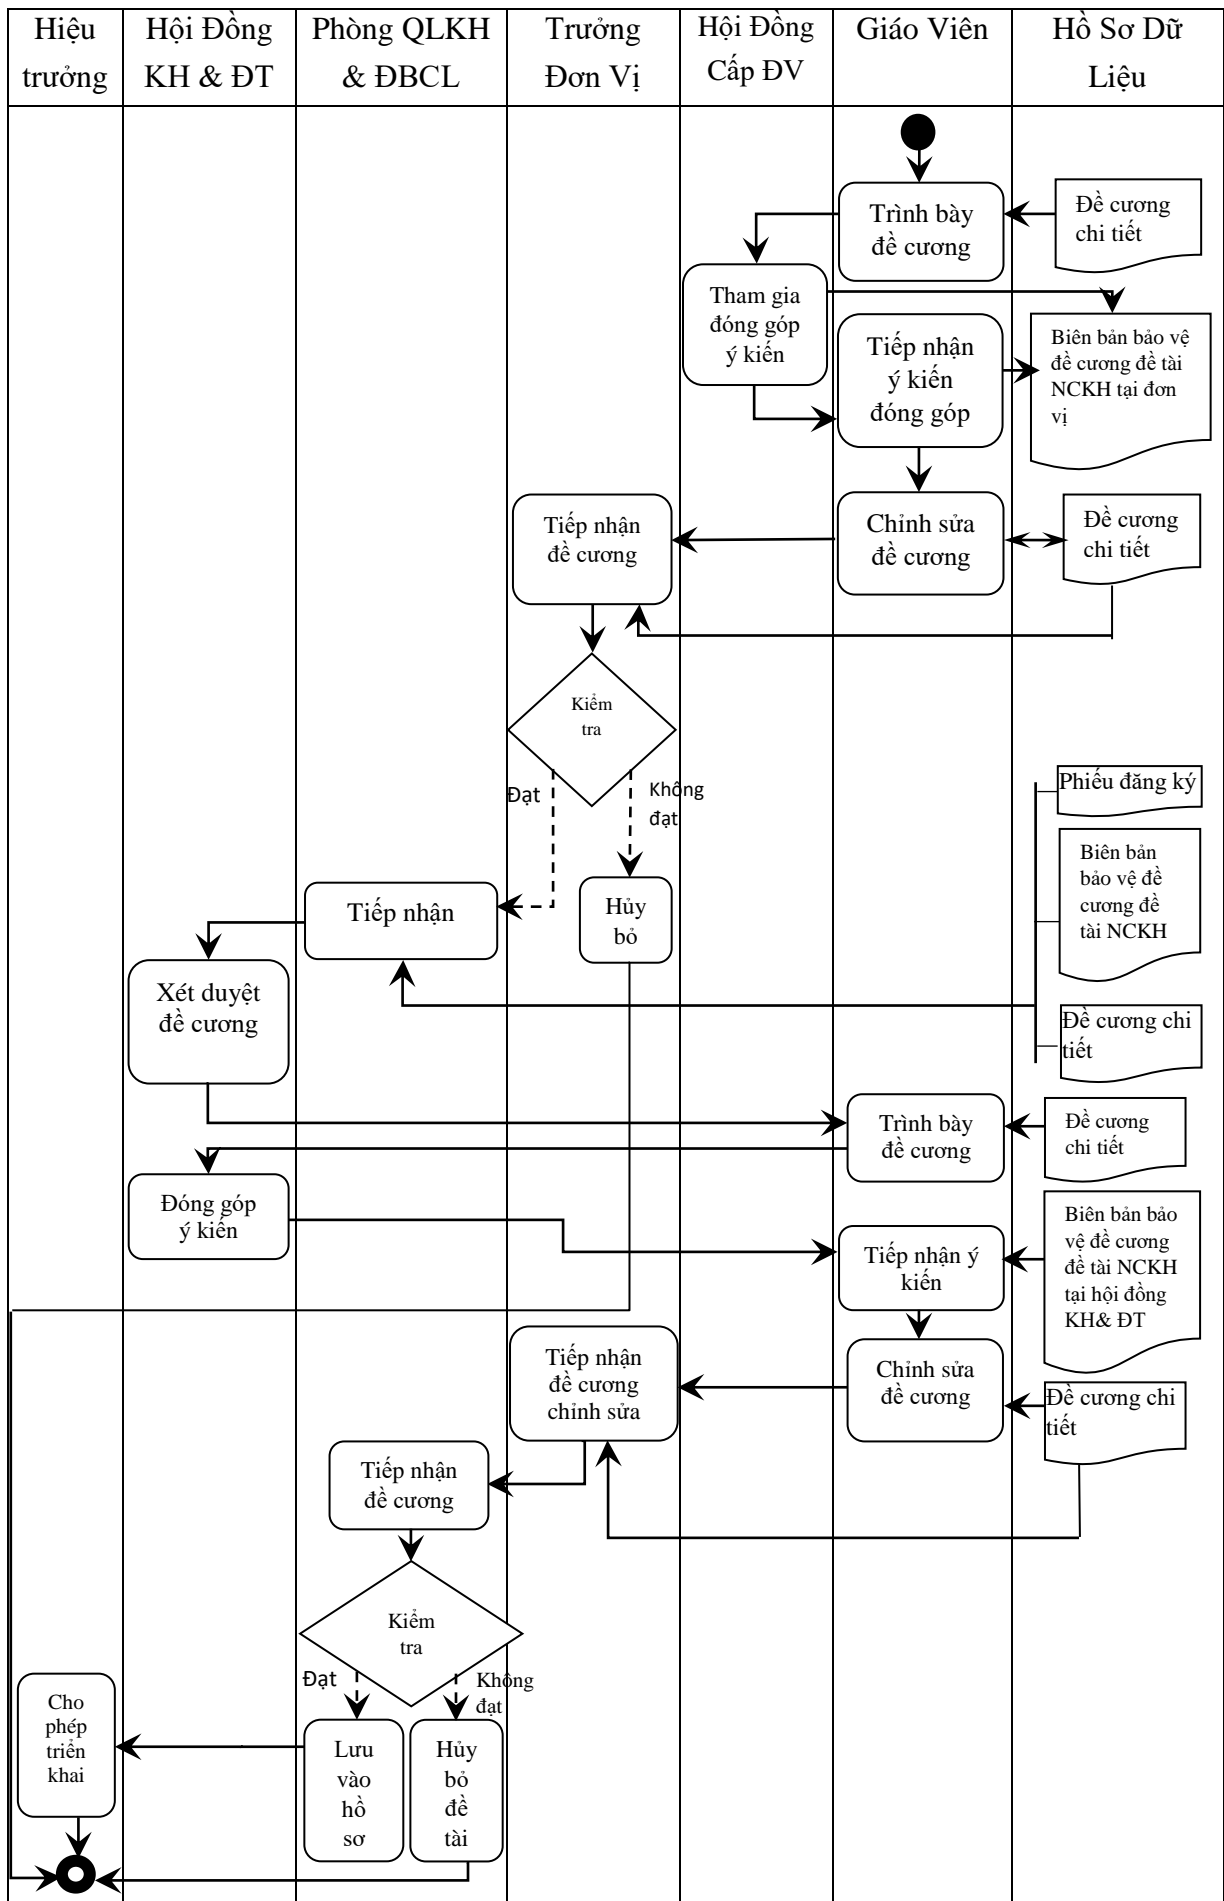 Hiệu
trưởng
Hội Đồng
KH & ĐT
Phòng QLKH
& ĐBCL
Trưởng
Đơn Vị
Hội Đồng
Cấp ĐV
Giáo Viên
Hồ Sơ Dữ
Liệu
Trình bày
đề cương
Đề cương
chi tiết
Tham gia
đóng góp
ý kiến
Tiếp nhận
ý kiến
đóng góp
Biên bản bảo vệ
đề cương đề tài
NCKH tại đơn
vị
Tiếp nhận
đề cương
Chỉnh sửa
đề cương
Đề cương
chi tiết
Kiểm
tra
Đạt
Không
đạt
Phiếu đăng ký
Biên bản
bảo vệ đề
cương đề
tài NCKH
Tiếp nhận
Hủy
bỏ
Xét duyệt
đề cương
Đề cương chi
tiết
Trình bày
đề cương
Đề cương
chi tiết
Đóng góp
ý kiến
Tiếp nhận ý
kiến
Biên bản bảo
vệ đề cương
đề tài NCKH
tại hội đồng
KH& ĐT
Tiếp nhận
đề cương
chỉnh sửa
Chỉnh sửa
đề cương
Đề cương chi
tiết
Tiếp nhận
đề cương
Kiểm
tra
Đạt
Không
đạt
Cho
phép
triển
khai
Lưu
vào
hồ
sơ
Hủy
bỏ
đề
tài